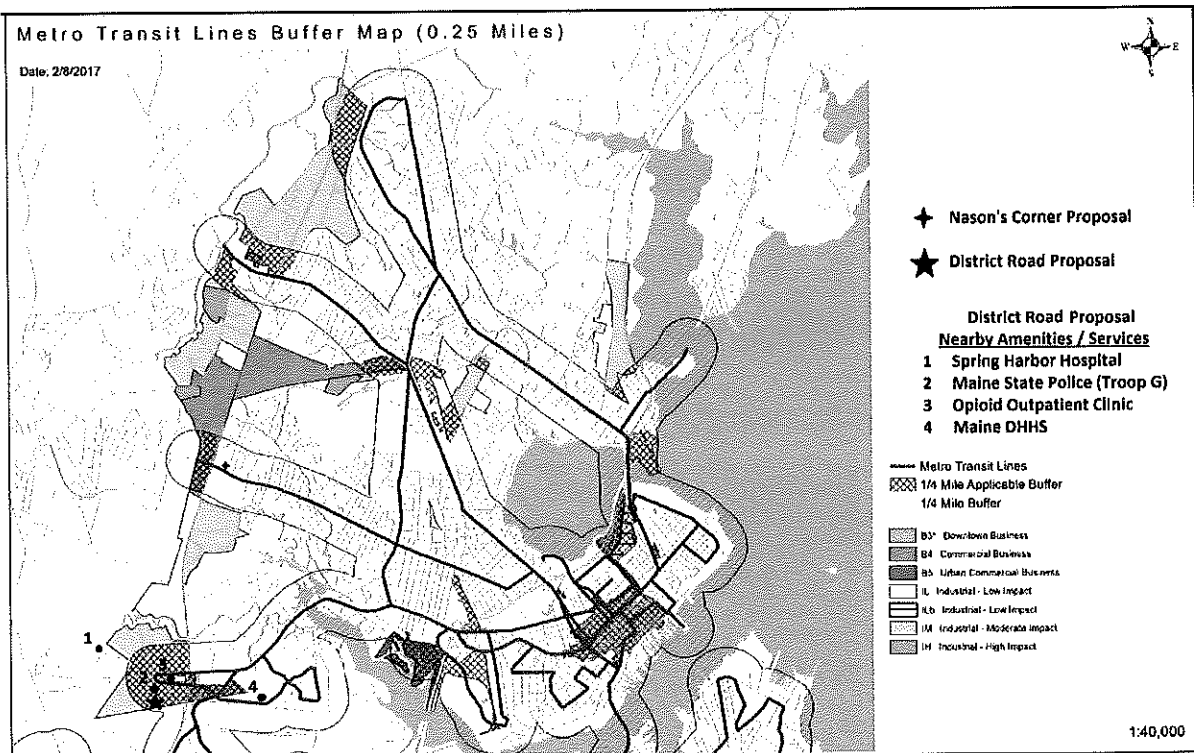 Metro Transit Lines Buffer Map (0.25 Miles)
Date: 2/8/2017
N
W E
S
Nason's Corner Proposal
District Road Proposal
District Road Proposal
Nearby Amenities / Services
1 Spring Harbor Hospital
2 Maine State Police (Troop G)
3 Opioid Outpatient Clinic
4 Maine DHHS
Metro Transit Lines
1/4 Mile Applicable Buffer
1/4 Mile Buffer
B3* Downtown Business
B4 Commercial Business
B5 Urban Commercial Business
IL Industrial - Low Impact
ILb Industrial - Low Impact
IM Industrial - Moderate Impact
IH Industrial - High Impact
1
2
4
1:40,000